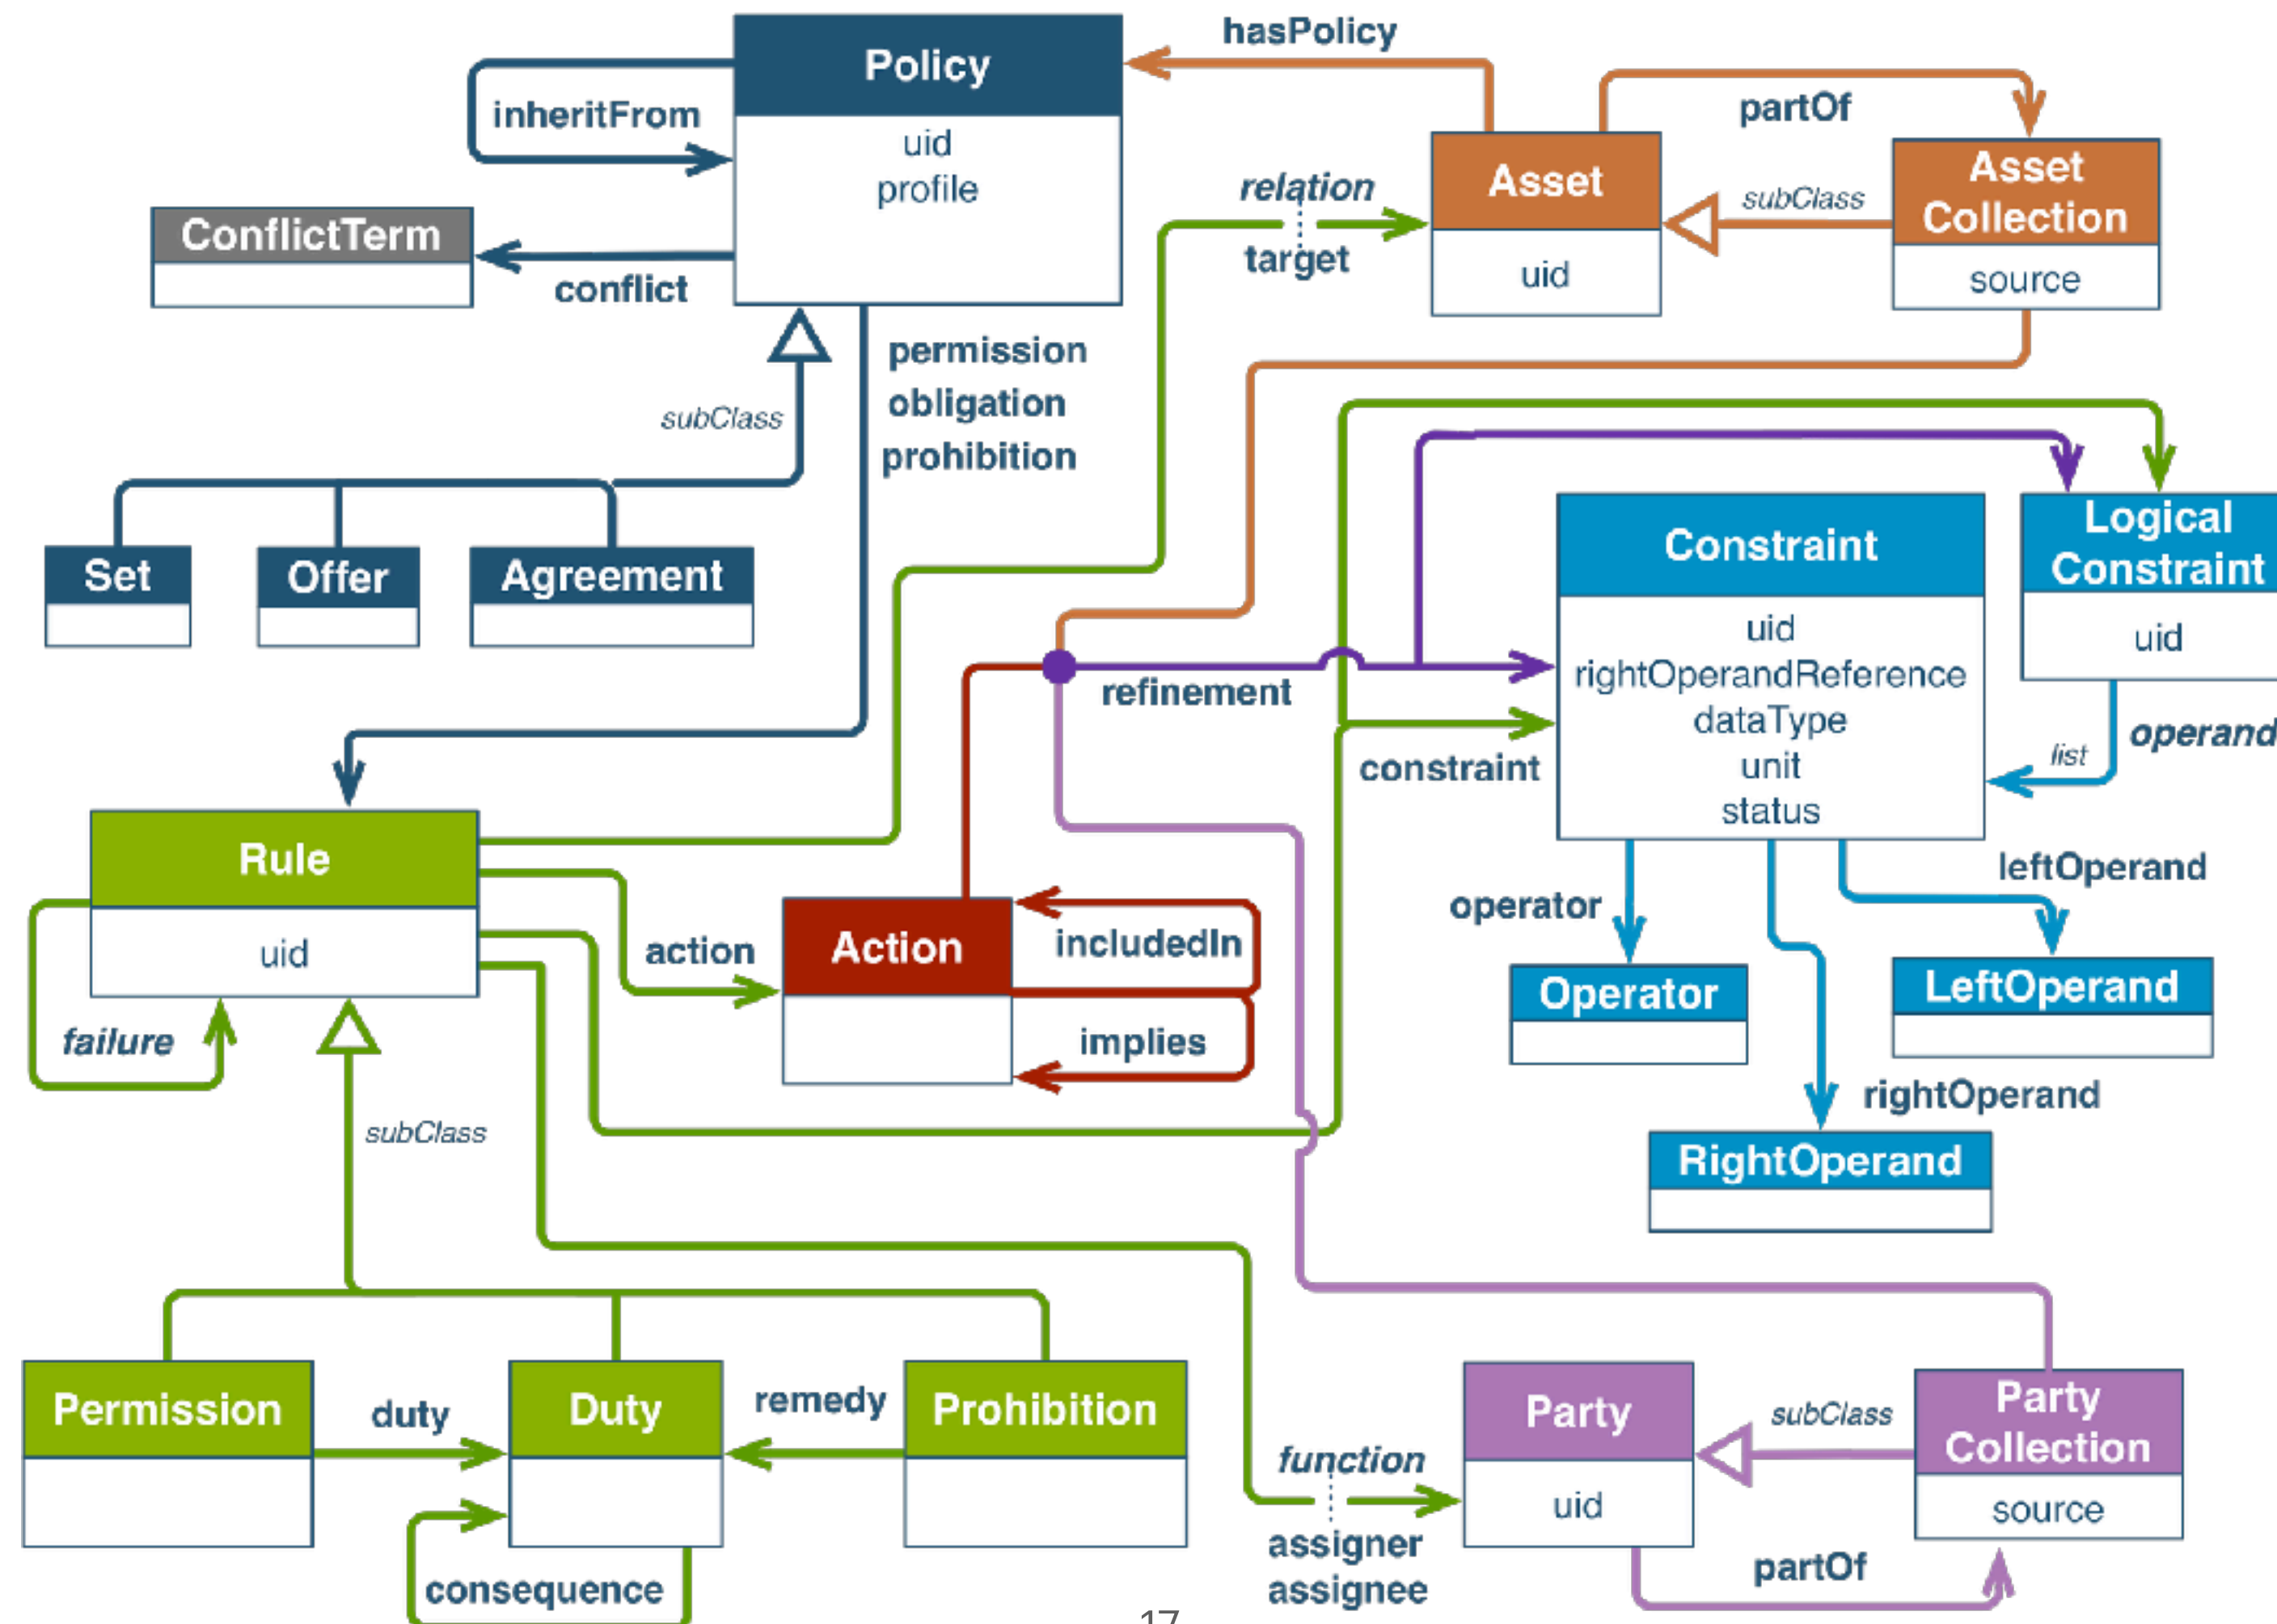 hasPolicy
Policy
inheritFrom
uid
profile
partOf
Asset
Asset
Collection
relation
subClass
target
uid
source
ConflictTerm
conflict
permission
obligation
prohibition
subClass
Set
Offer
Agreement
Constraint
Logical
Constraint
uid
rightOperandReference
dataType
unit
status
uid
refinement
operand
list
constraint
Rule
uid
failure
action
Action
includedIn
implies
leftOperand
operator
Operator
LeftOperand
rightOperand
RightOperand
subClass
Permission
duty
Duty
remedy
Prohibition
consequence
function
assigner
assignee
Party
uid
subClass
Party
Collection
source
partOf
17